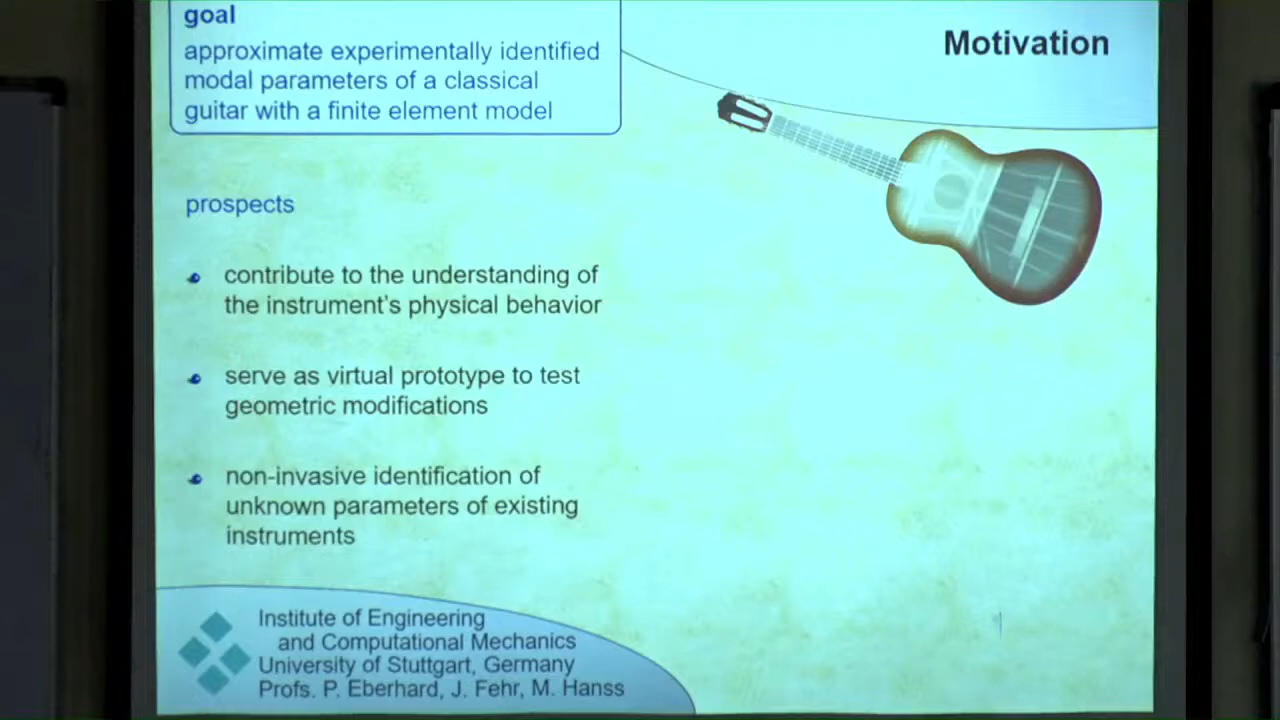 goal
approximate experimentally identified
modal parameters of a classical
guitar with a finite element model
Motivation
prospects
contribute to the understanding of
the instrument's physical behavior
serve as virtual prototype to test
geometric modifications
non-invasive identification of
unknown parameters of existing
instruments
Institute of Engineering
and Computational Mechanics
University of Stuttgart, Germany
Profs. P. Eberhard, J. Fehr, M. Hanss